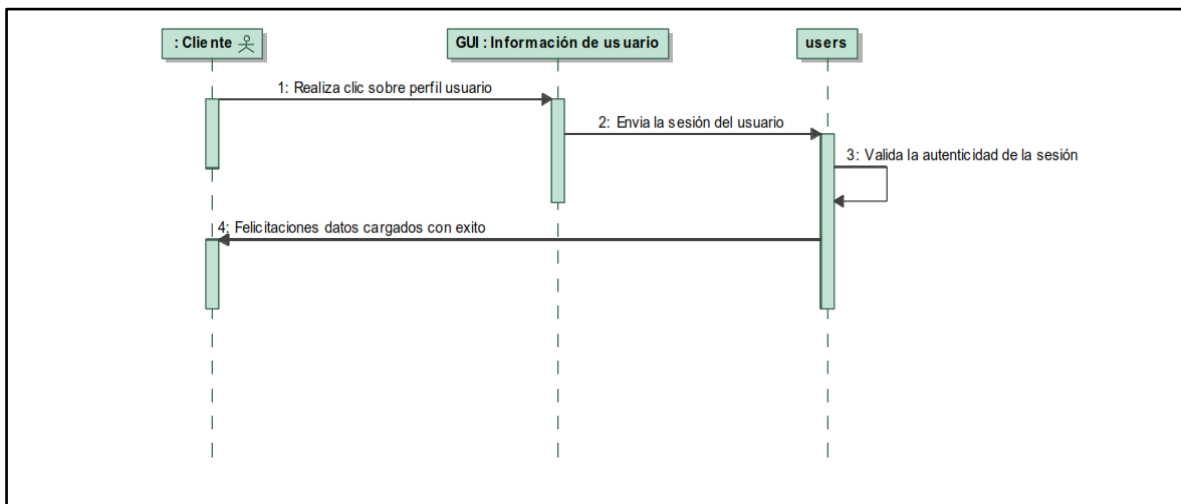 : Cliente
GUI : Información de usuario
users
1: Realiza clic sobre perfil usuario
2: Envia la sesión del usuario
3: Valida la autenticidad de la sesión
4: Felicitaciones datos cargados con exito